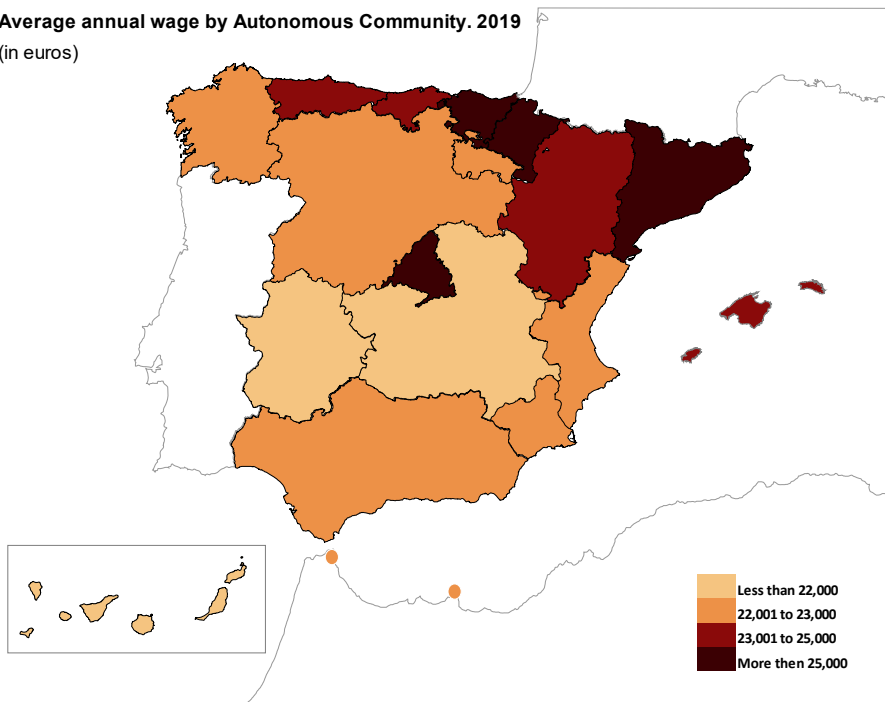 Average annual wage by Autonomous Community. 2019
(in euros)
Less than 22,000
22,001 to 23,000
23,001 to 25,000
More then 25,000